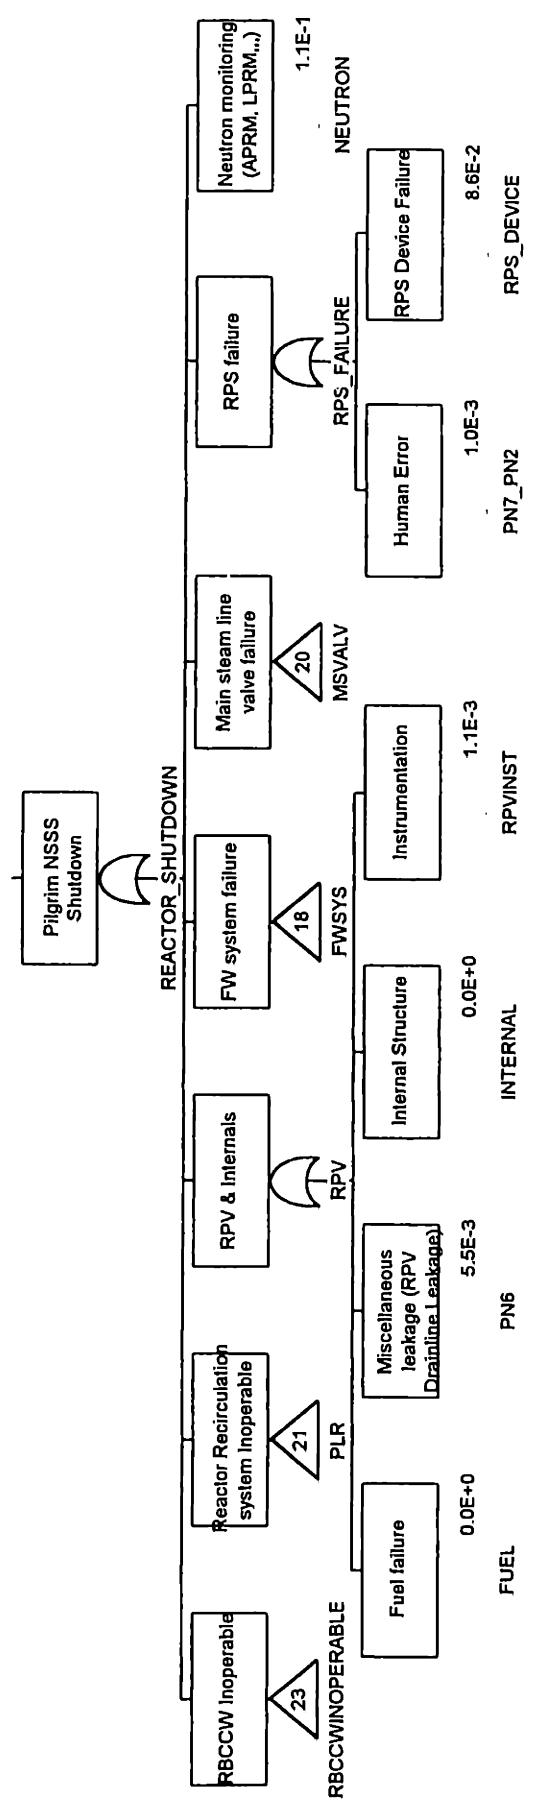 Pilgrim NSSS
Shutdown
REACTOR_SHUTDOWN
RBCCW Inoperable
23
RBCCWINOPERABLE
Reactor Recirculation
system Inoperable
21
PLR
RPV & Internals
RPV
FW system failure
18
FWSYS
Main steam line
valve failure
20
MSVALV
RPS failure
RPS_FAILURE
Neutron monitoring
(APRM, LPRM,..)
1.1E-1
NEUTRON
Fuel failure
0.0E+0
FUEL
Miscellaneous
leakage (RPV
Drainline Leakage)
5.5E-3
PN6
Internal Structure
0.0E+0
INTERNAL
Instrumentation
1.1E-3
RPVINST
Human Error
1.0E-3
PN7_PN2
RPS Device Failure
8.6E-2
RPS_DEVICE